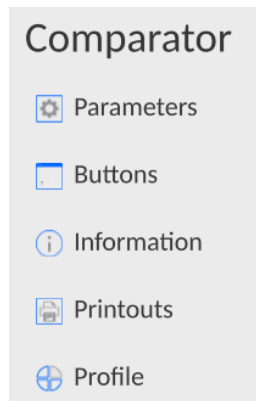 Comparator
Parameters
Buttons
Information
Printouts
Profile